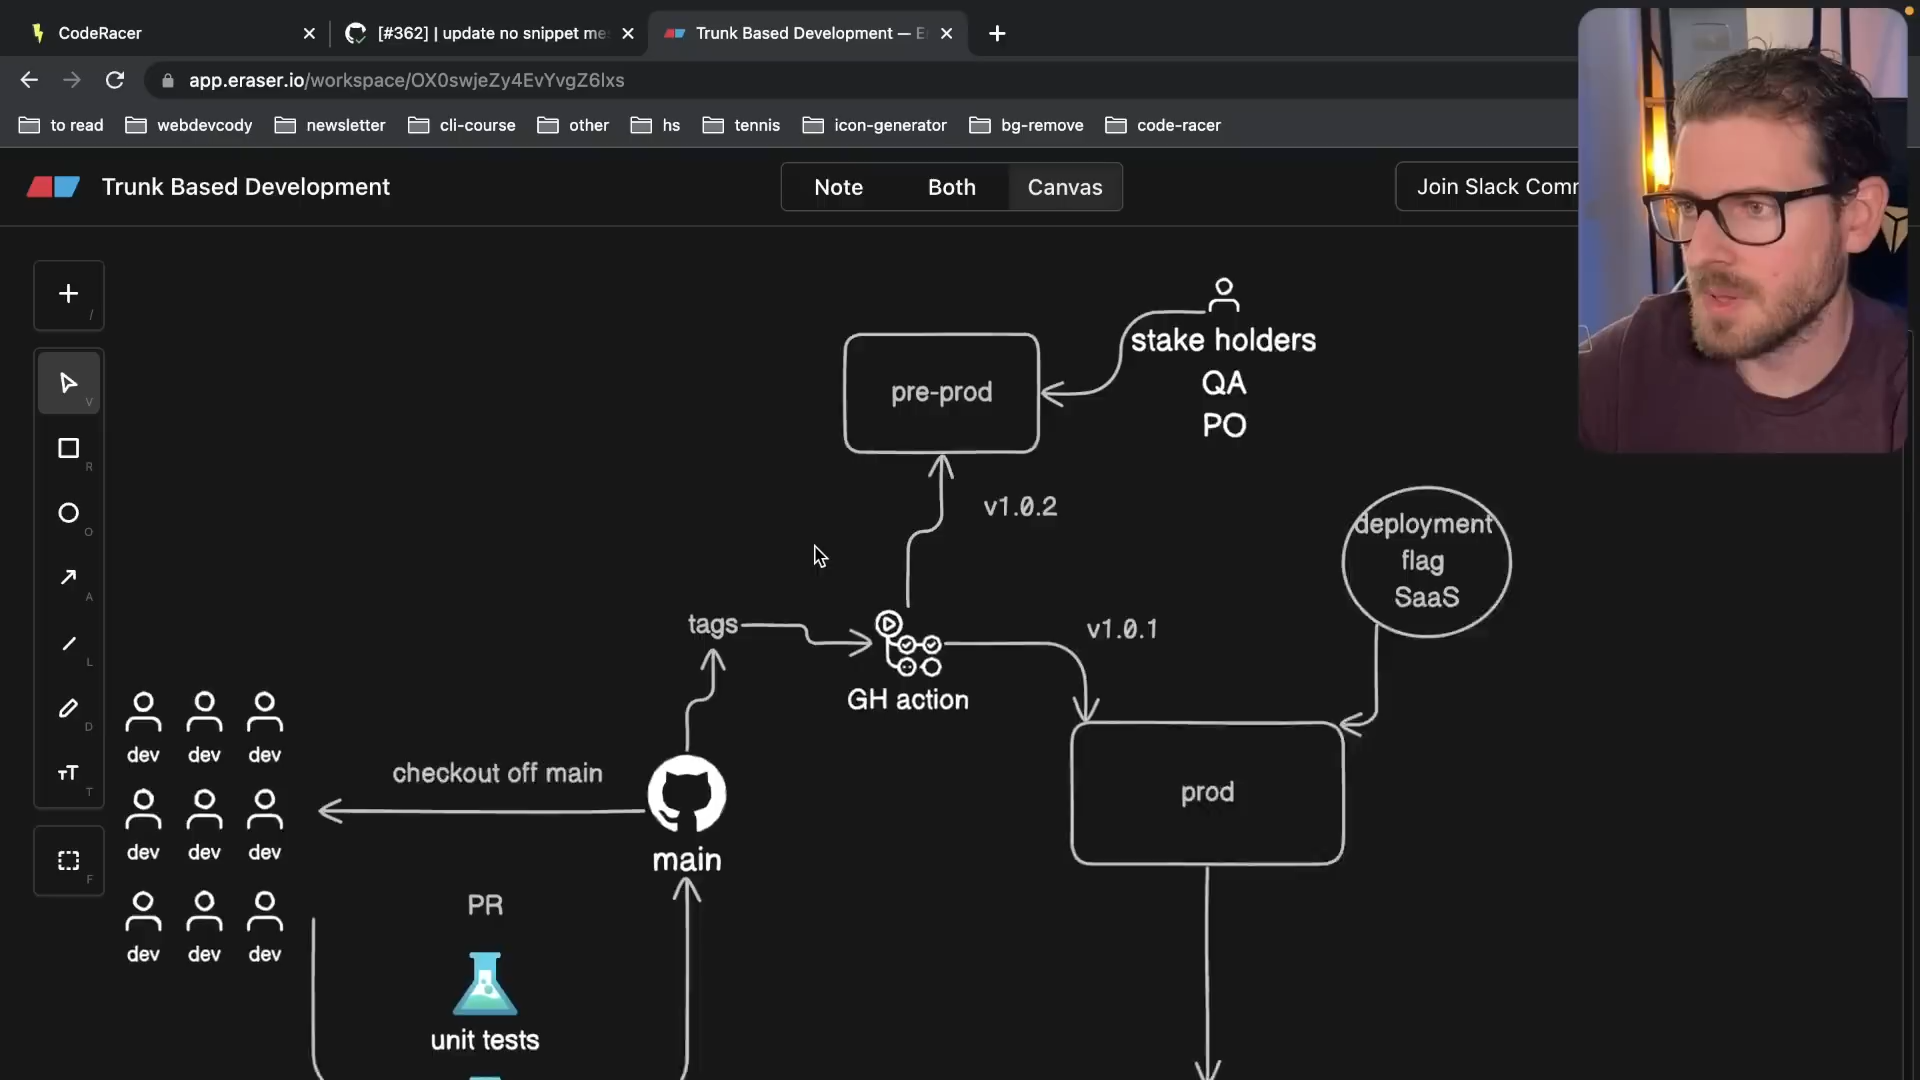 CodeRacer
[#362] | update no snippet me
Trunk Based Development — E
app.eraser.io/workspace/OX0swjeZy4EvYvgZ6lxs
to read
webdevcody
newsletter
cli-course
other
hs
tennis
icon-generator
bg-remove
code-racer
Trunk Based Development
Note
Both
Canvas
Join Slack Comm
/
V
R
O
A
L
D
T
F
stake holders
QA
PO
pre-prod
v1.0.2
deployment
flag
SaaS
tags
v1.0.1
GH action
dev dev dev
checkout off main
prod
dev dev dev
main
PR
dev dev dev
unit tests